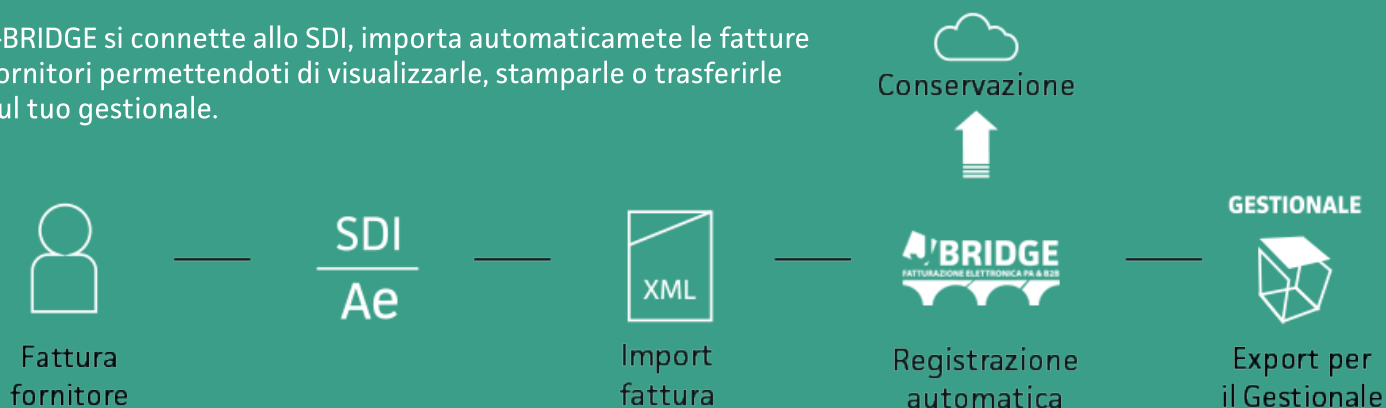 -BRIDGE si connette allo SDI, importa automaticamete le fatture
ornitori permettendoti di visualizzarle, stamparle o trasferirle
ul tuo gestionale.
Conservazione
GESTIONALE
SDI
Ae
XML
BRIDGE
FATTURAZIONE ELETTRONICA PA & B2B
Fattura
fornitore
Import
fattura
Registrazione
automatica
Export per
il Gestionale